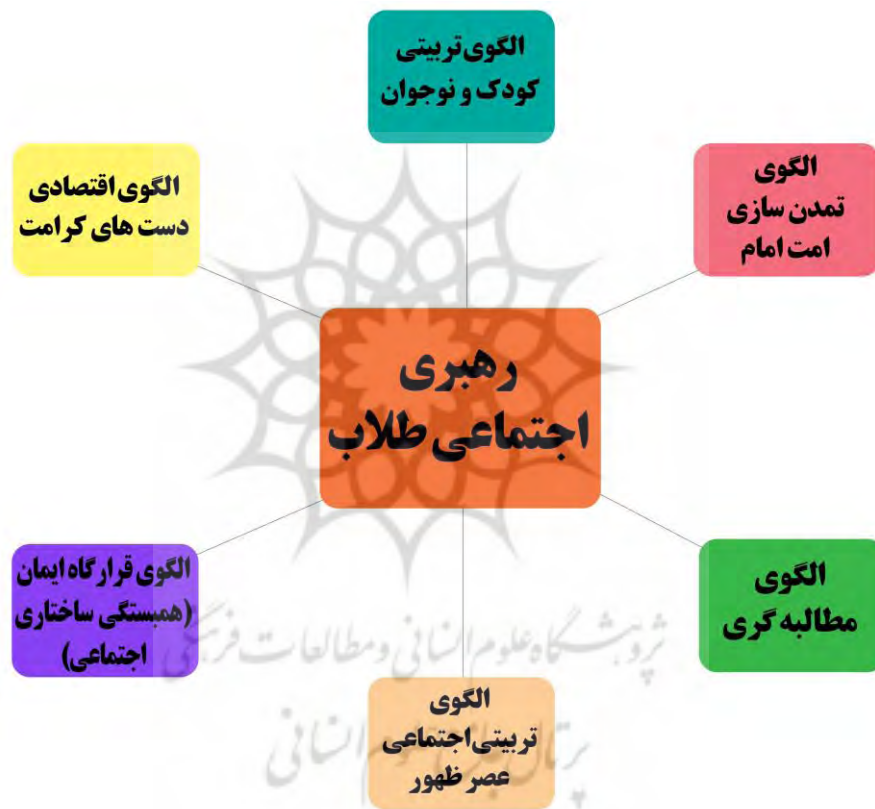 الگوی تربیتی
کودک و نوجوان
الگوی
تمدن سازی
امت امام
الگوی اقتصادی
دست های کرامت
رهبری
اجتماعی طلاب
الگوی
مطالبه گری
الگوی قرارگاه ایمان
(همبستگی ساختاری
اجتماعی)
الگوی
تربیتی اجتماعی
عصر ظهور
پژوهشگاه علوم انسانی و مطالعات فرهنگی
پرتال جامع علوم انسانی